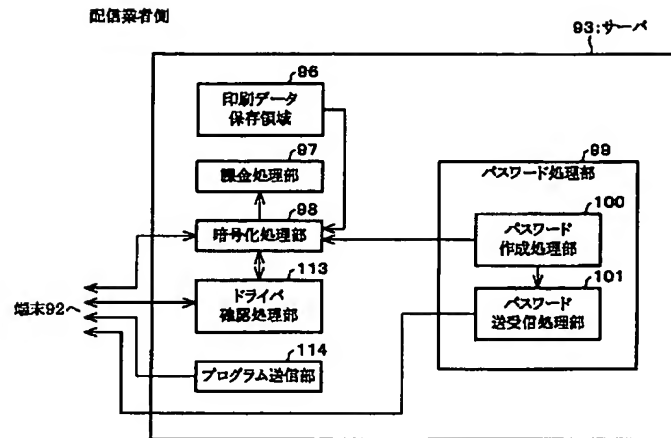 配信業者側
93:サーバ
96
印刷データ
保存領域
97
課金処理部
98
暗号化処理部
113
ドライバ
確認処理部
114
プログラム送信部
端末92へ
99
パスワード処理部
100
パスワード
作成処理部
101
パスワード
送受信処理部